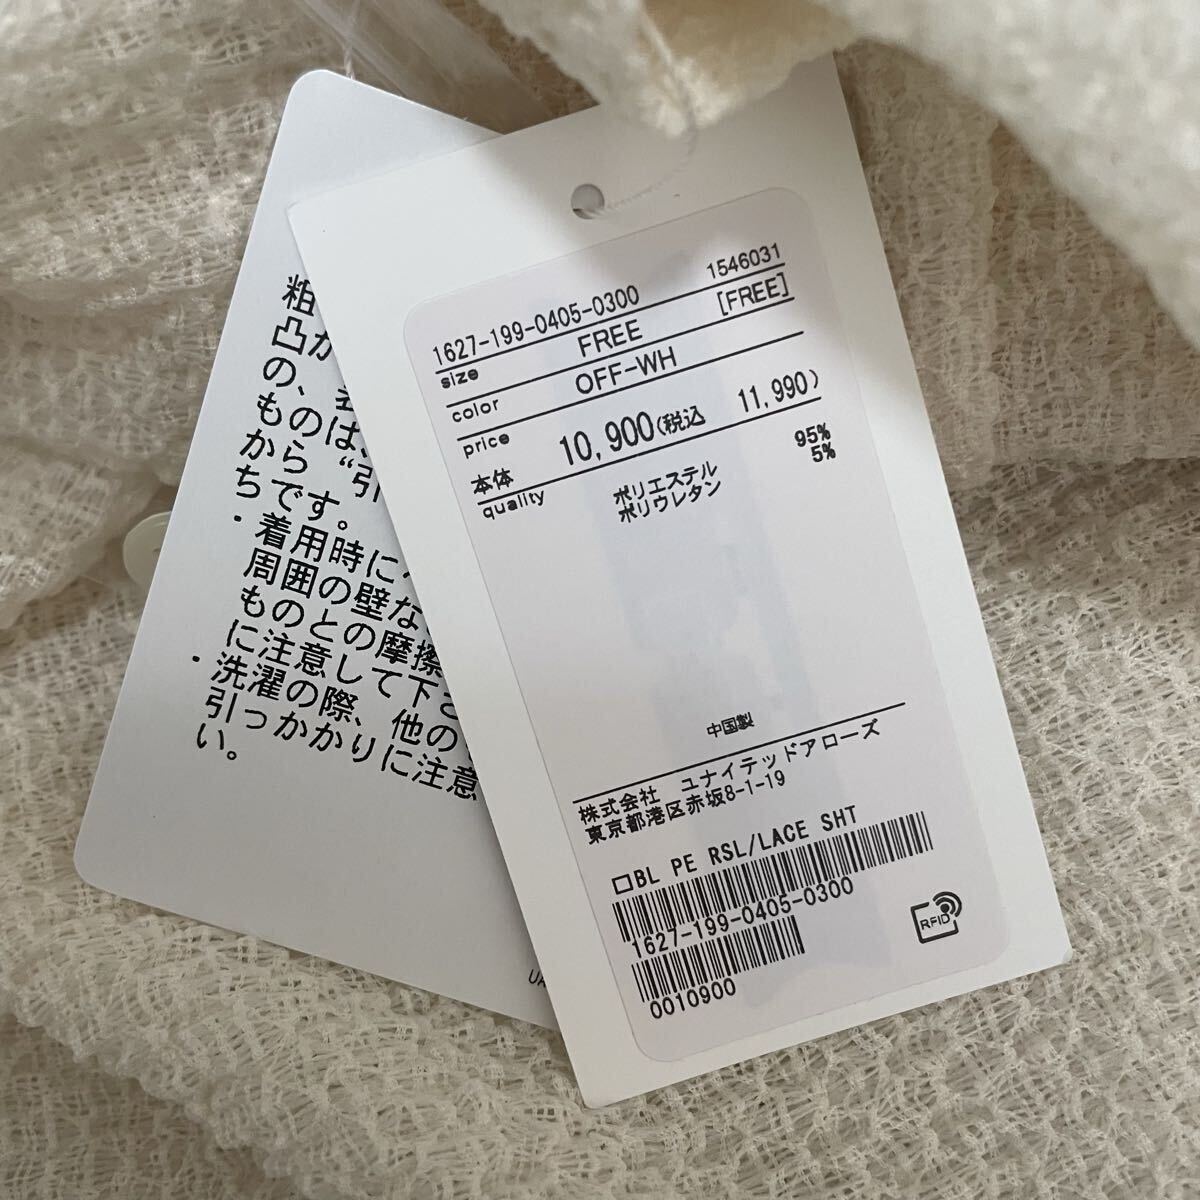 粗
凸が
の、
ものは、
から“引
ちです。
・着用時に
周囲の壁な
ものとの摩擦
に注意して下さ
・洗濯の際、他の
引っかかりに注意
い。
1627-199-0405-0300 1546031
size FREE [FREE]
color OFF-WH
price
本体 10,900(税込 11,990)
quality ポリエステル 95%
ポリウレタン 5%
中国製
株式会社 ユナイテッドアローズ
東京都港区赤坂8-1-19
□BL PE RSL/LACE SHT
1627-199-0405-0300
RFID
0010900